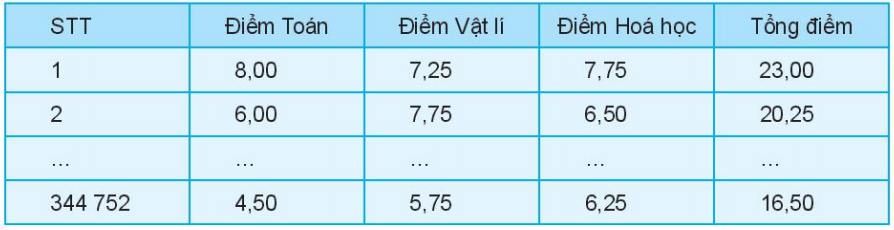 STT Điểm Toán Điểm Vật lí Điểm Hoá học Tổng điểm
1 8,00 7,25 7,75 23,00
2 6,00 7,75 6,50 20,25
... ... ... ... ...
344 752 4,50 5,75 6,25 16,50